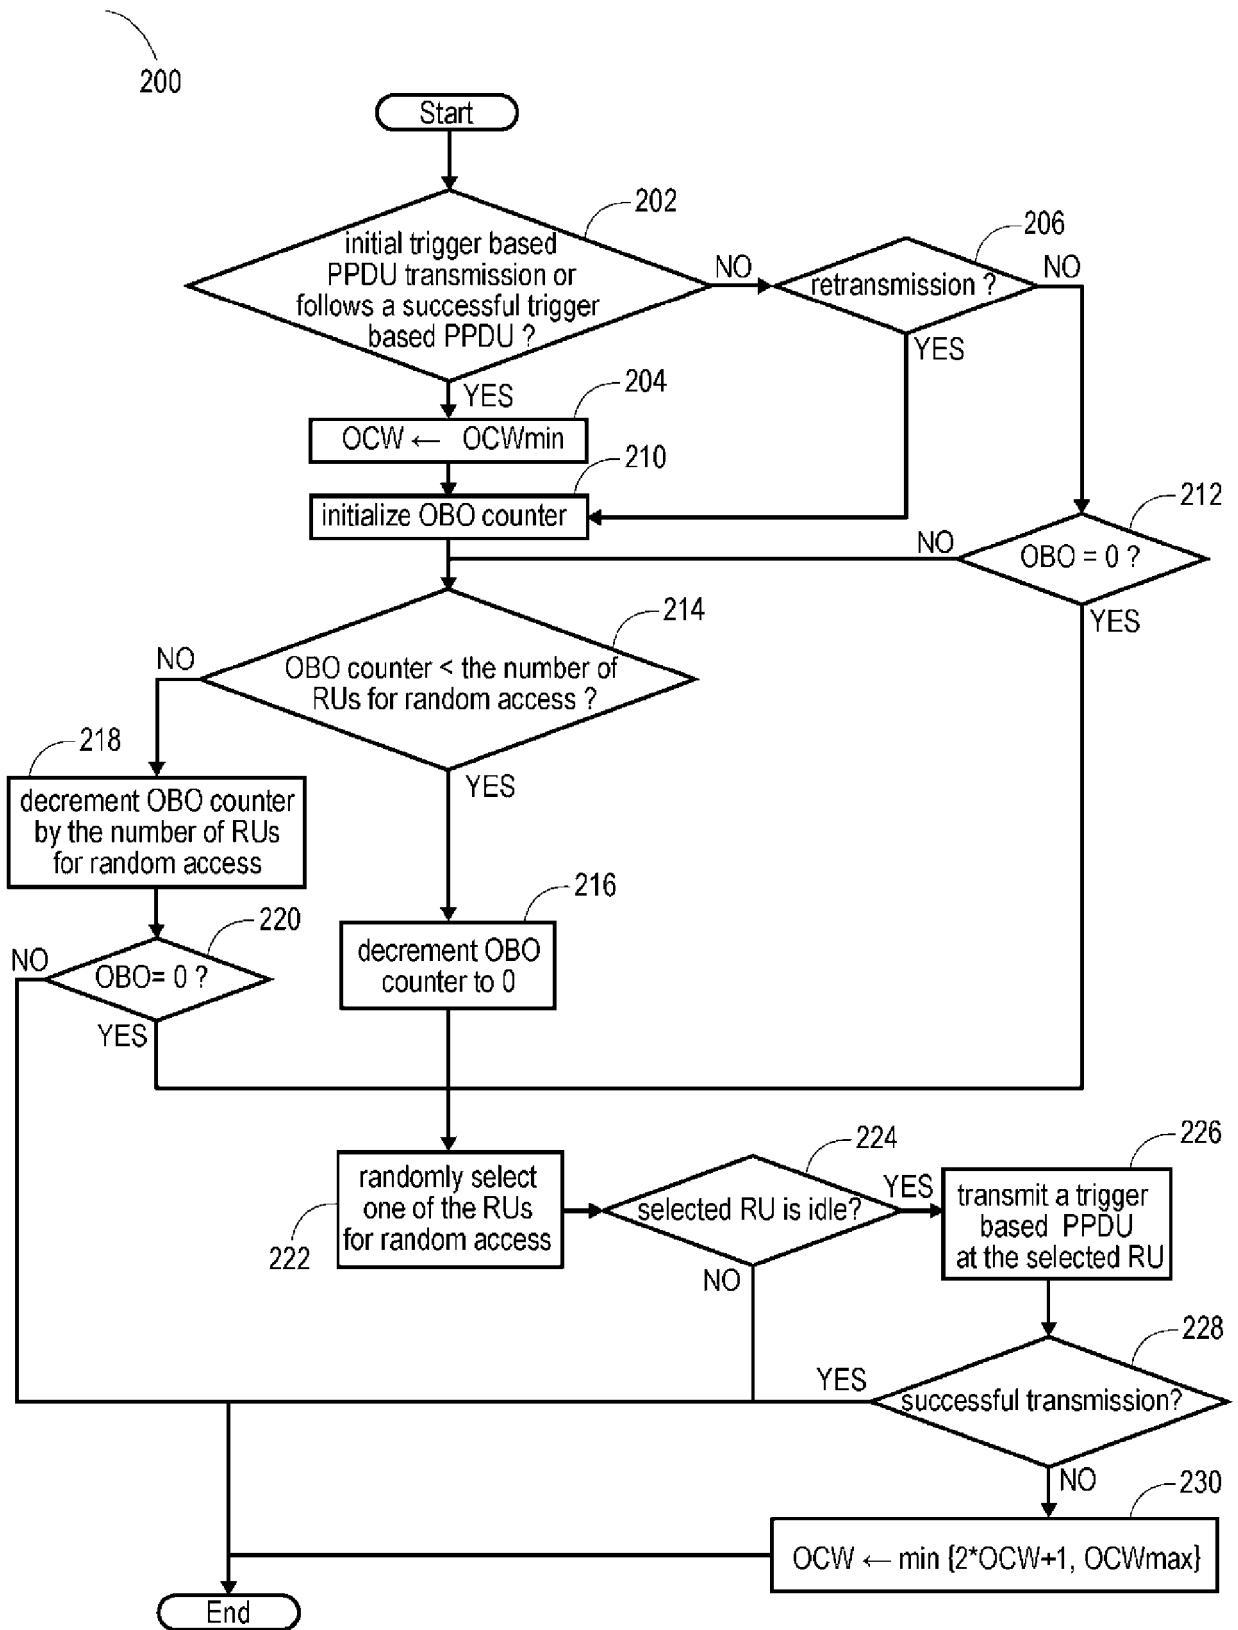 200
Start
202
initial trigger based
PPDU transmission or
follows a successful trigger
based PPDU ?
NO
206
retransmission ?
NO
YES
YES
204
OCW ← OCWmin
210
initialize OBO counter
212
OBO = 0 ?
NO
YES
214
OBO counter < the number of
RUs for random access ?
NO
YES
218
decrement OBO counter
by the number of RUs
for random access
216
decrement OBO
counter to 0
220
OBO= 0 ?
NO
YES
222
randomly select
one of the RUs
for random access
224
selected RU is idle?
YES
NO
226
transmit a trigger
based PPDU
at the selected RU
228
successful transmission?
YES
NO
230
OCW ← min {2*OCW+1, OCWmax}
End